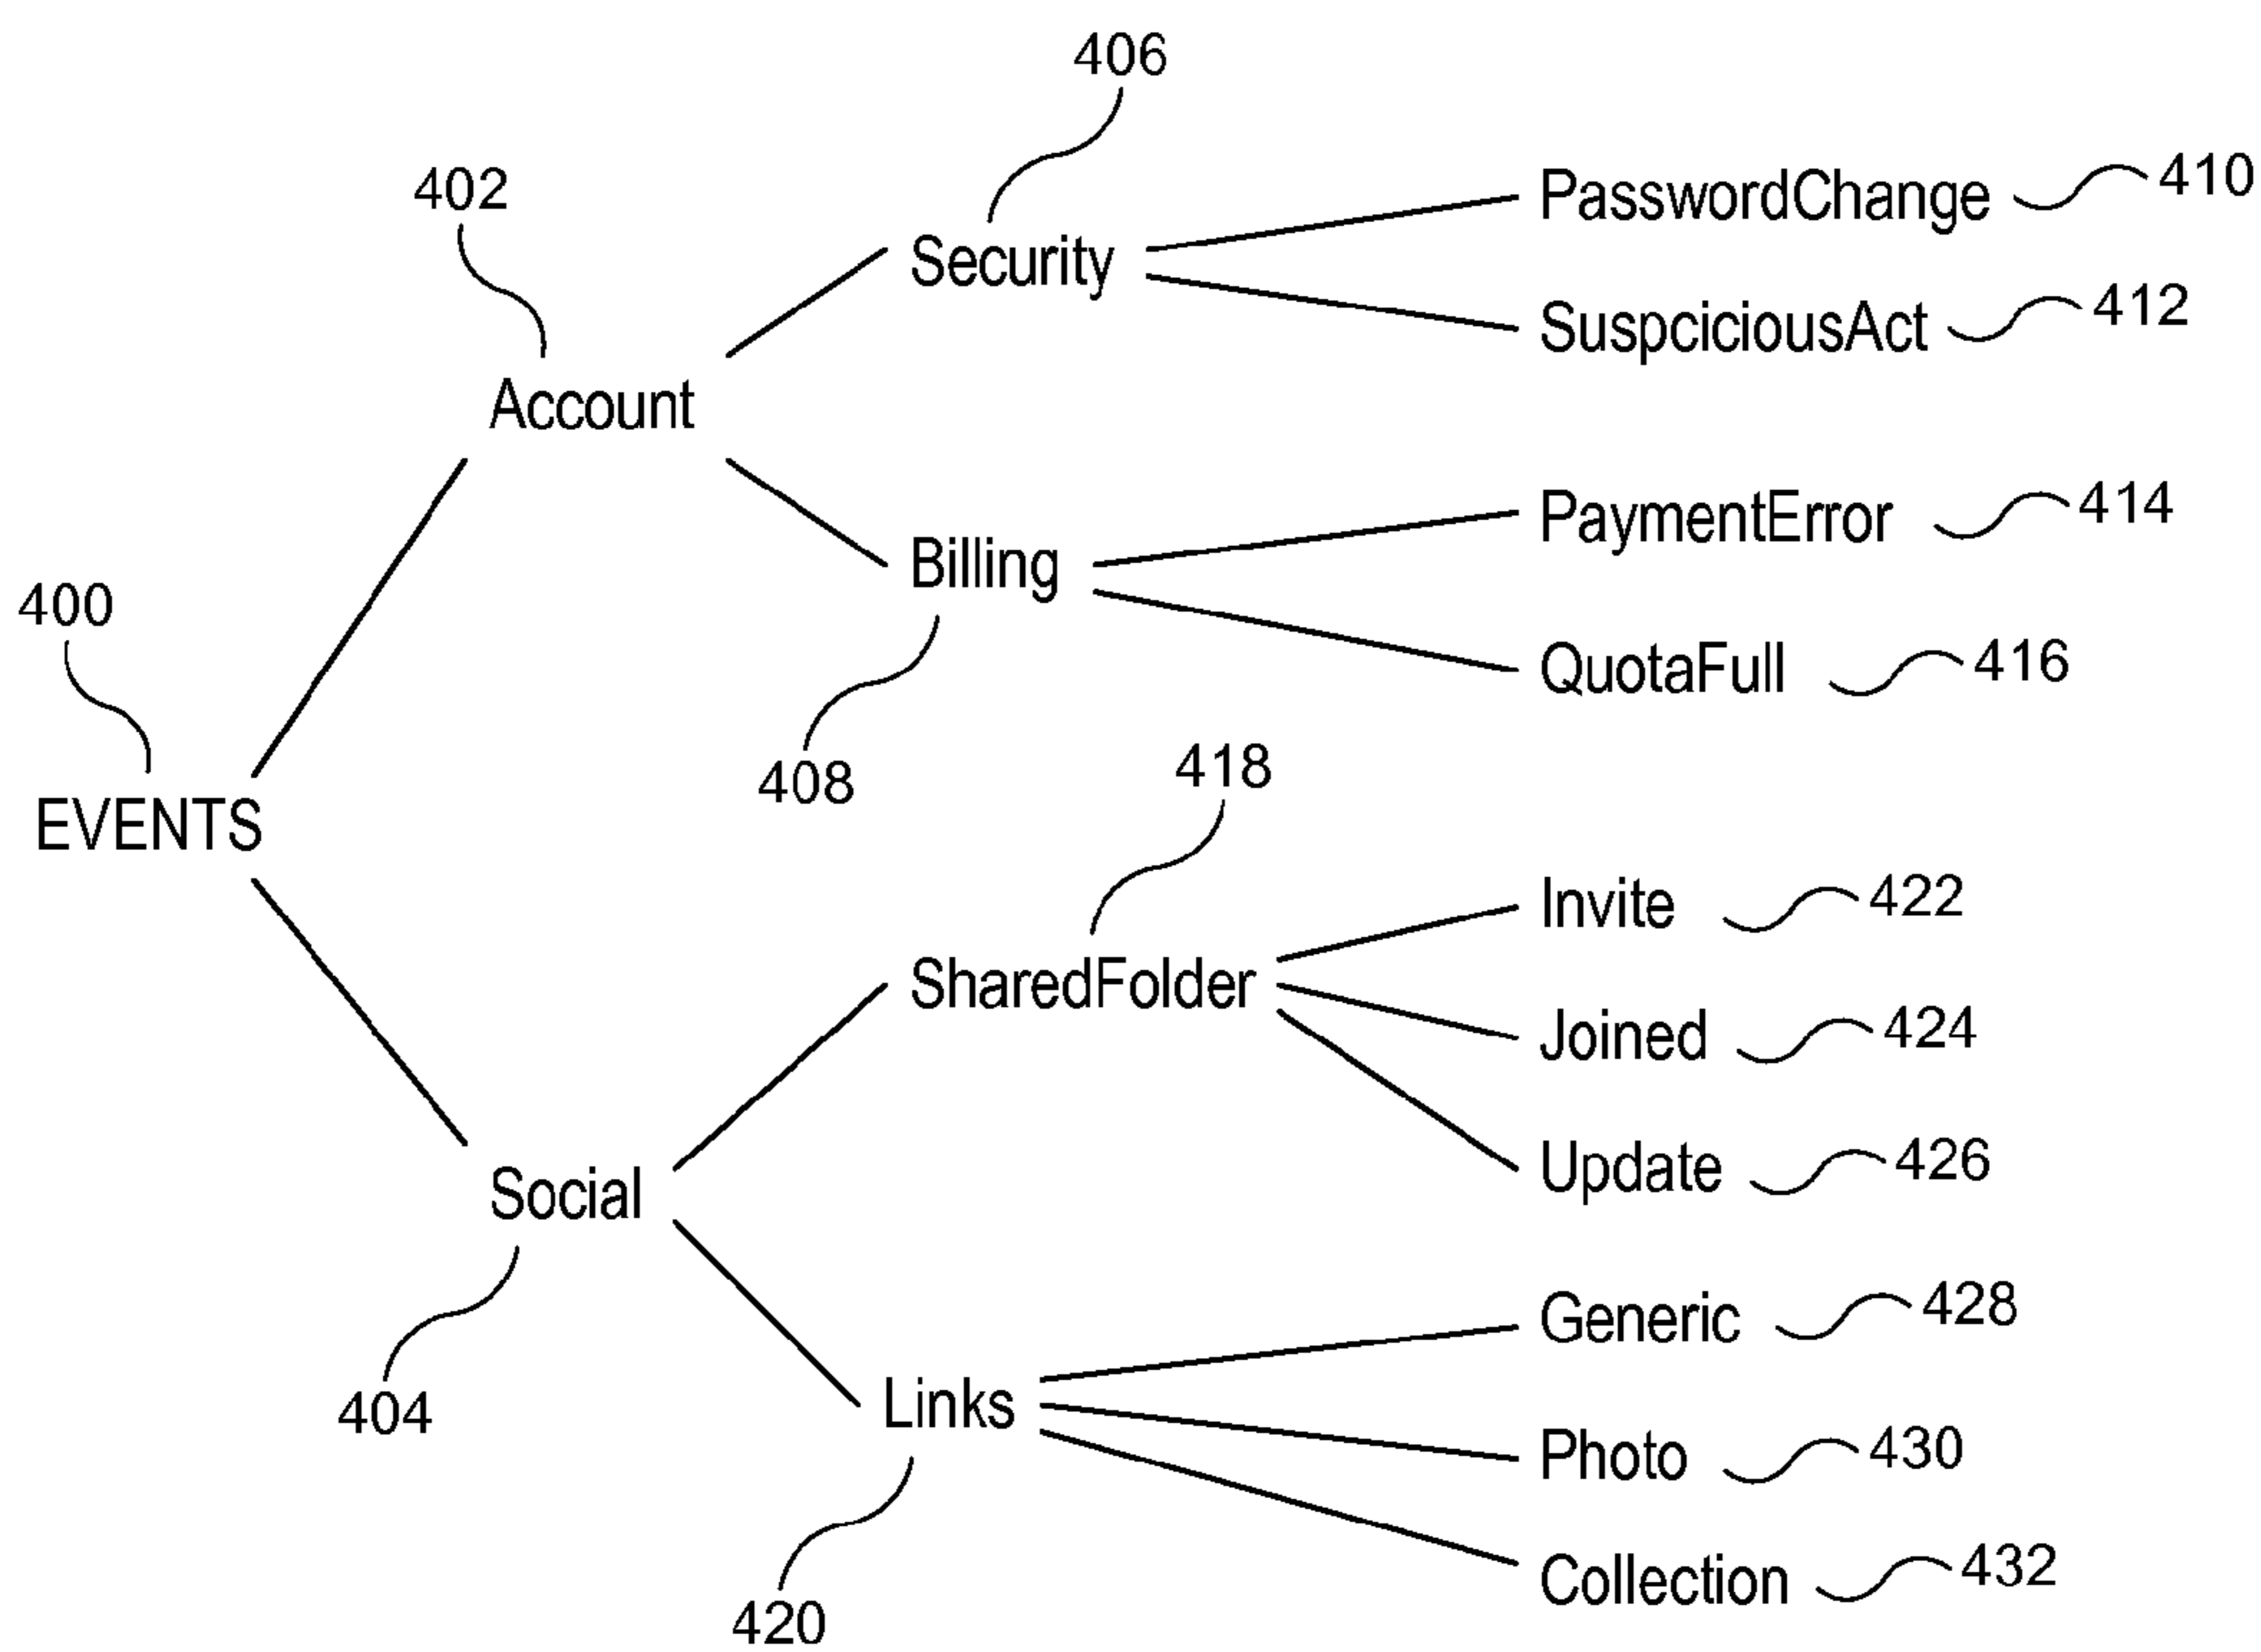 406
402
PasswordChange 410
Security
SuspciciousAct 412
Account
PaymentError 414
Billing
400
QuotaFull 416
408
418
EVENTS
Invite 422
SharedFolder
Joined 424
Update 426
Social
Generic 428
404
Links
Photo 430
Collection 432
420